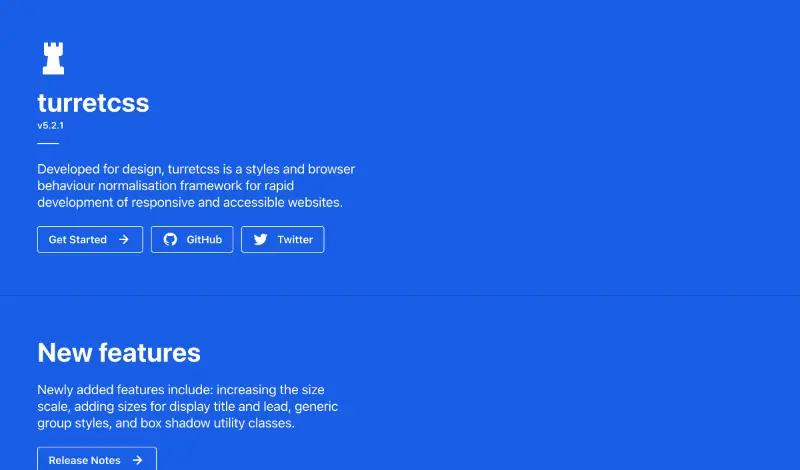 turretcss
v5.2.1
Developed for design, turretcss is a styles and browser
behaviour normalisation framework for rapid
development of responsive and accessible websites.
Get Started
GitHub
Twitter
New features
Newly added features include: increasing the size
scale, adding sizes for display title and lead, generic
group styles, and box shadow utility classes.
Release Notes